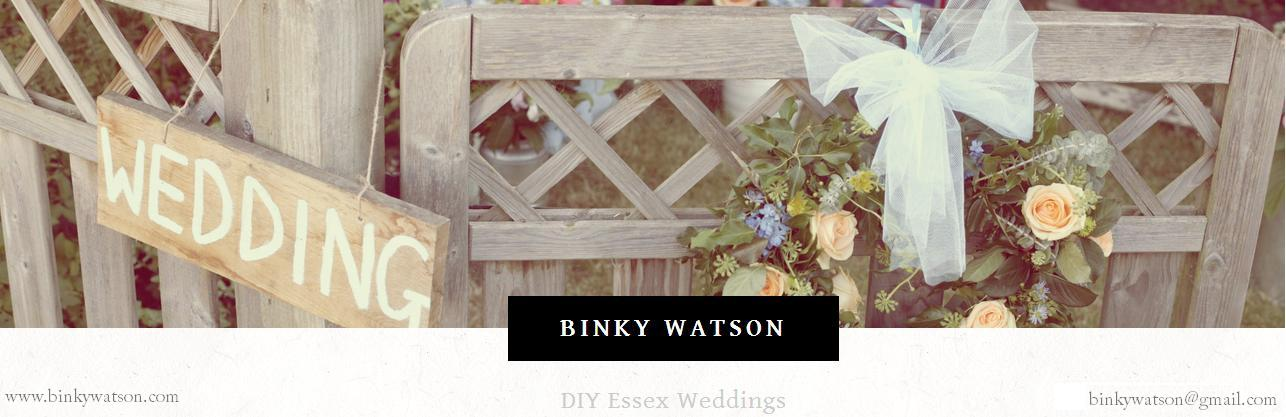 WEDDING
BINKY WATSON
www.binkywatson.com
DIY Essex Weddings
binkywatson@gmail.com